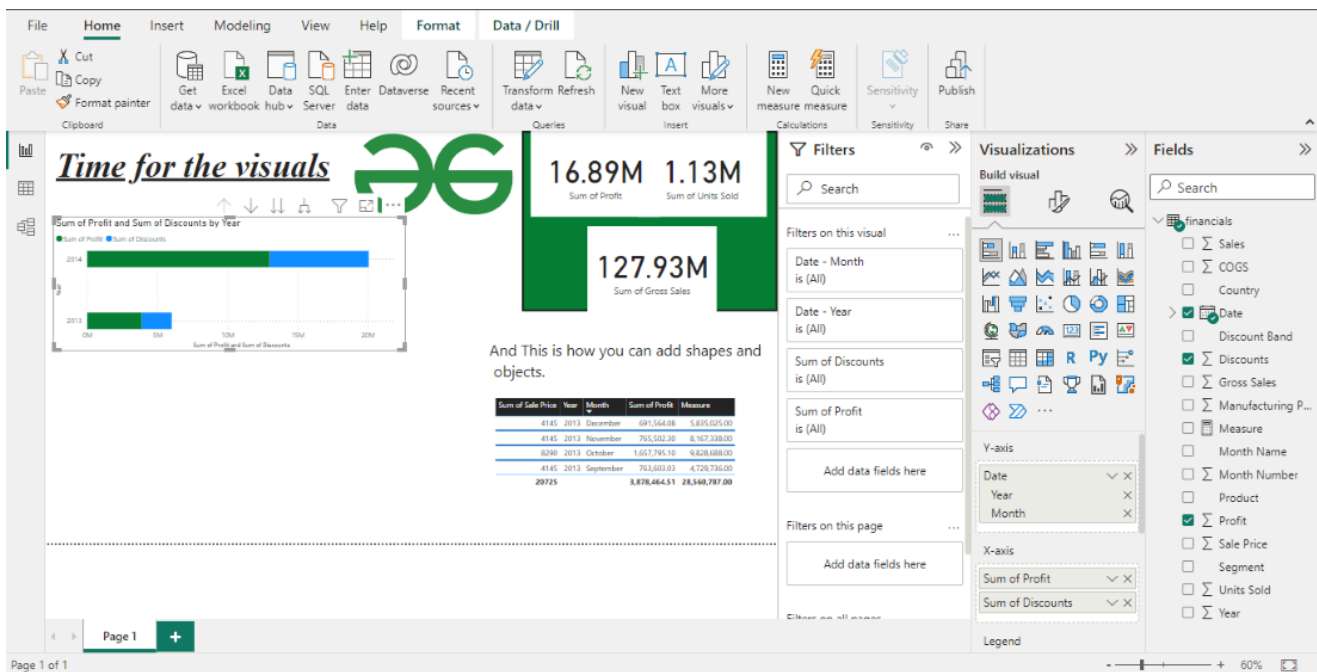 File Home Insert Modeling View Help Format Data / Drill
Paste
Cut
Copy
Format painter
Clipboard
Get data
Excel workbook
Data hub
SQL Server
Enter data
Dataverse
Recent sources
Data
Transform data
Refresh
Queries
New visual
Text box
More visuals
Insert
New measure
Quick measure
Calculations
Sensitivity
Sensitivity
Publish
Share
Time for the visuals
16.89M
Sum of Profit
1.13M
Sum of Units Sold
127.93M
Sum of Gross Sales
Sum of Profit and Sum of Discounts by Year
Sum of Profit Sum of Discounts
2014
Year
2013
0M 5M 10M 15M 20M
Sum of Profit and Sum of Discounts
And This is how you can add shapes and
objects.
Sum of Sale Price Year Month Sum of Profit Measure
4145 2013 December 691,564.08 5,835,025.00
4145 2013 November 765,502.30 8,167,338.00
8290 2013 October 1,657,795.10 9,828,688.00
4145 2013 September 763,603.03 4,729,736.00
20725 3,878,464.51 28,560,787.00
Filters
Search
Filters on this visual ...
Date - Month
is (All)
Date - Year
is (All)
Sum of Discounts
is (All)
Sum of Profit
is (All)
Add data fields here
Filters on this page ...
Add data fields here
Filters on all pages
Visualizations
Build visual
123
R Py
...
Y-axis
Date
Year
Month
X-axis
Sum of Profit
Sum of Discounts
Legend
Fields
Search
financials
Sales
COGS
Country
Date
Discount Band
Discounts
Gross Sales
Manufacturing P...
Measure
Month Name
Month Number
Product
Profit
Sale Price
Segment
Units Sold
Year
Page 1 +
Page 1 of 1
- + 60%